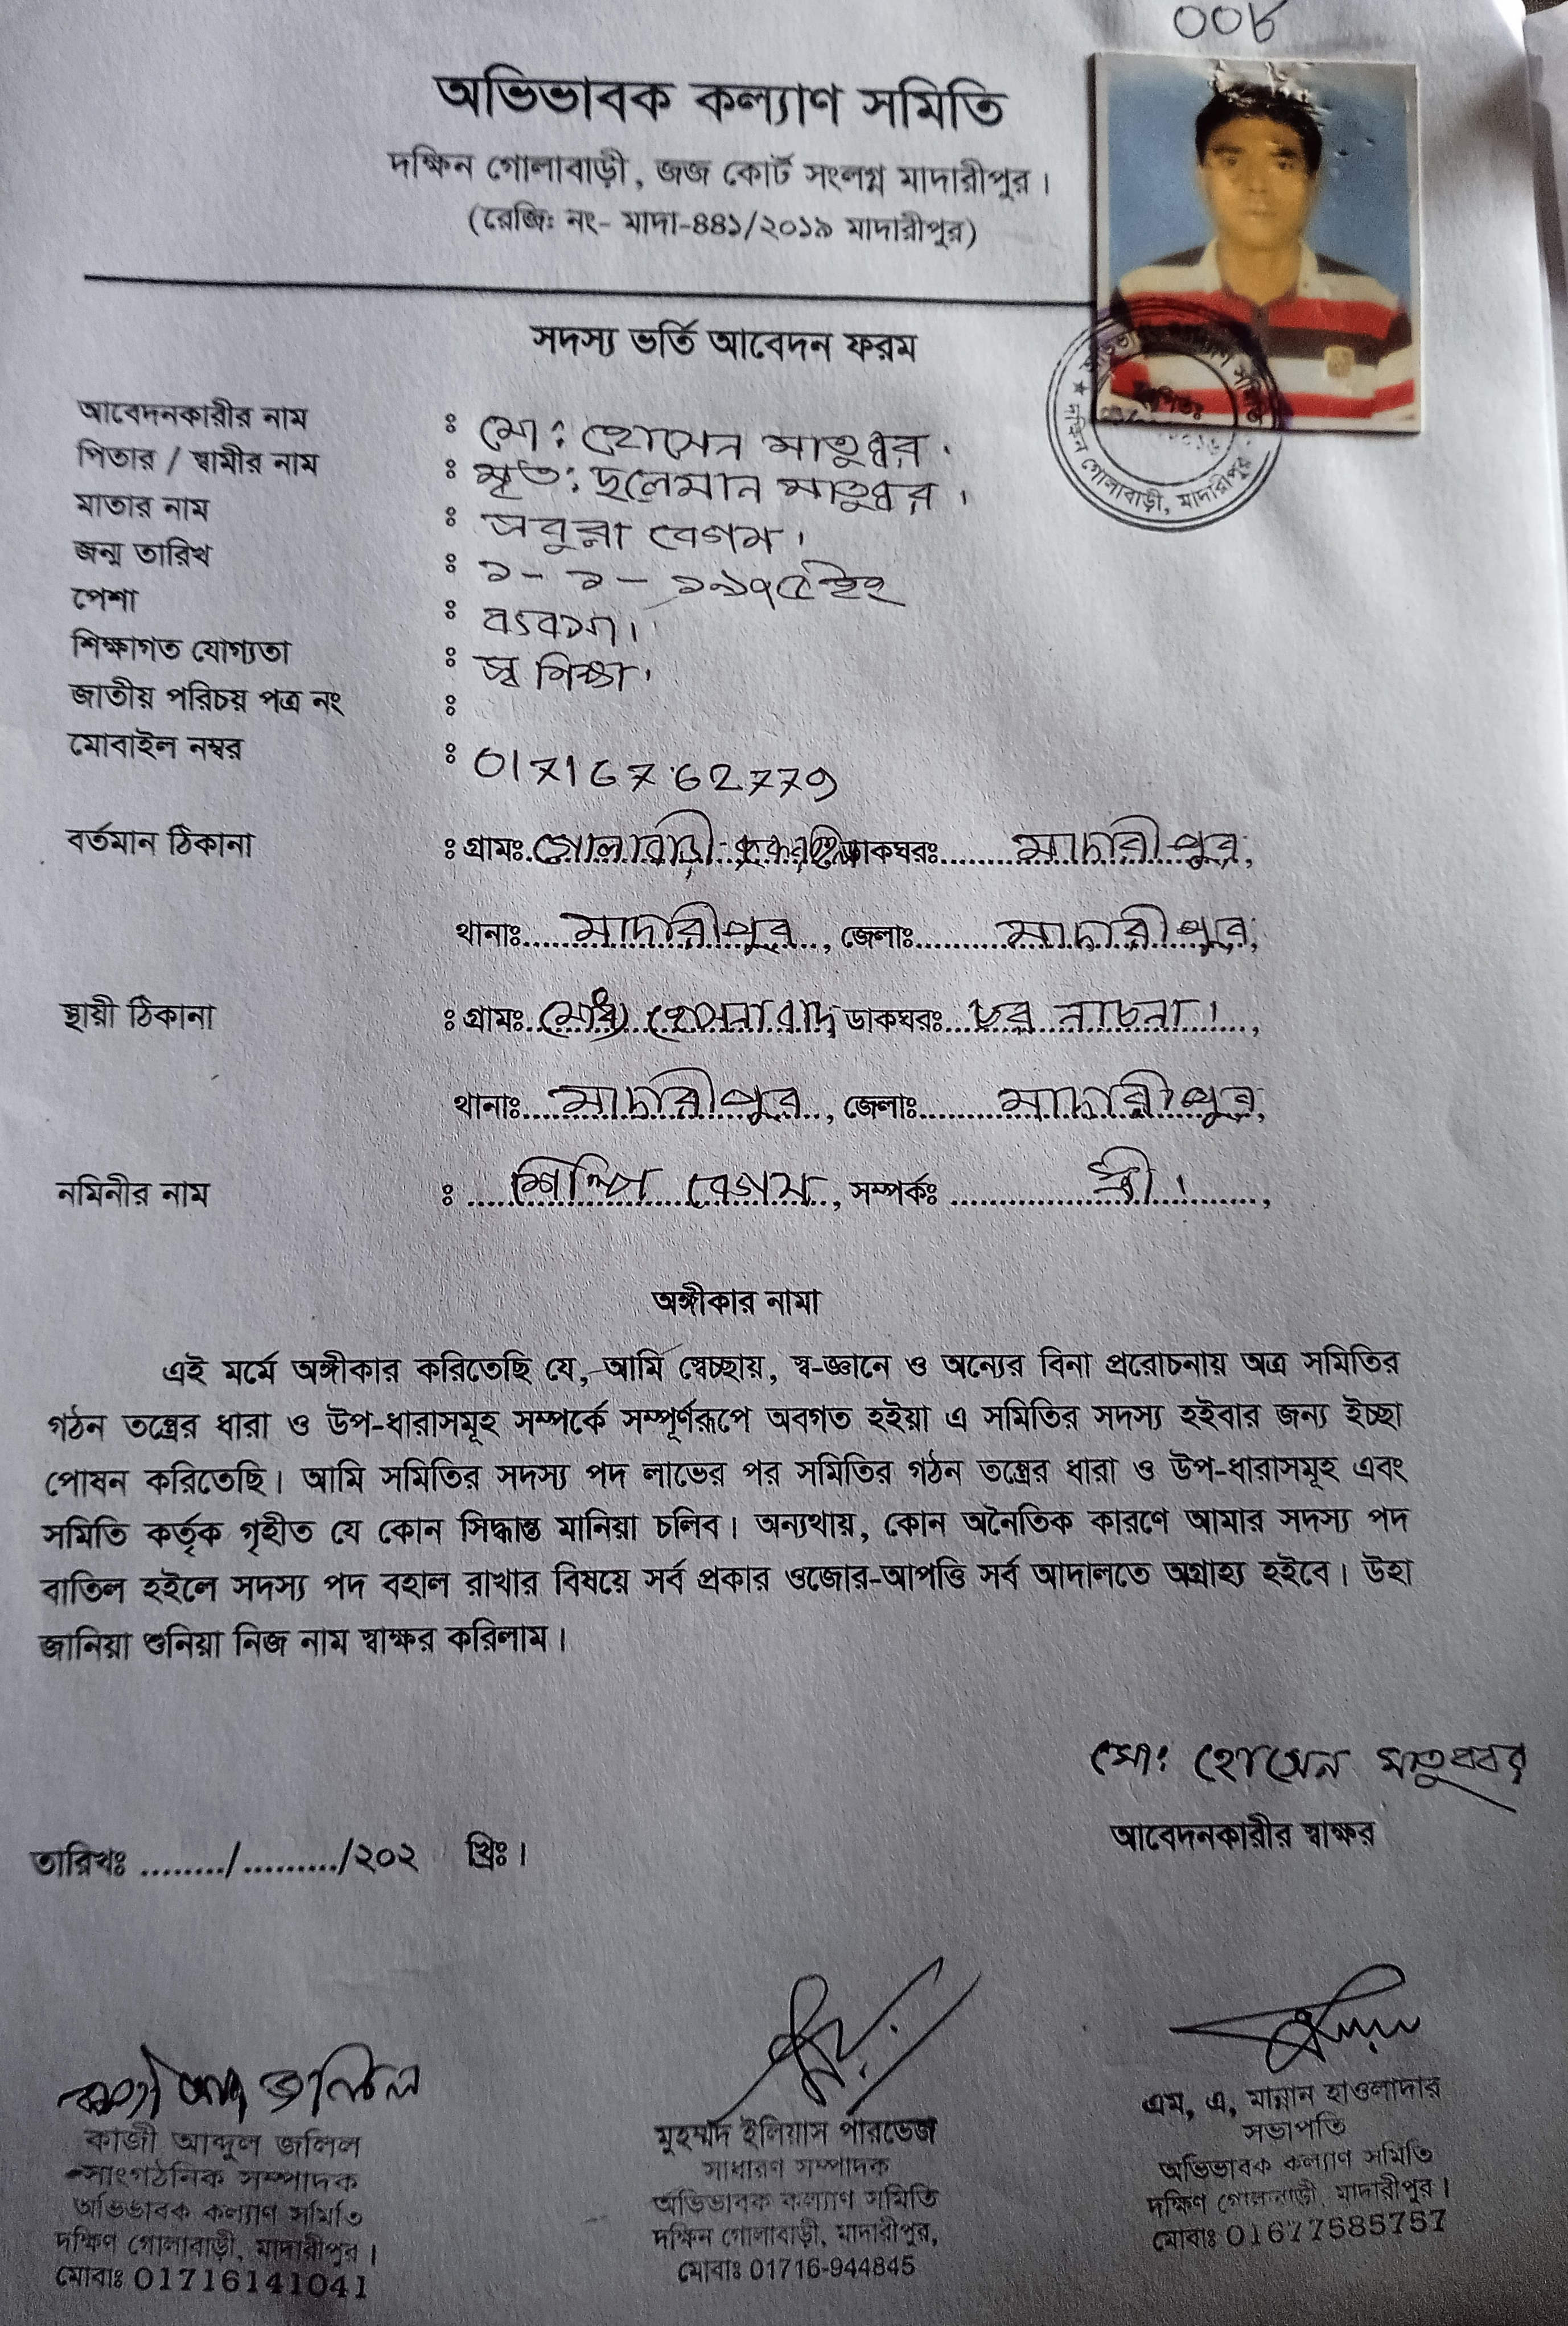 ००८
অভিভাবক কল্যাণ সমিতি
দক্ষিন গোলাবাড়ী, জজ কোর্ট সংলগ্ন মাদারীপুর।
(রেজিঃ নং- মাদা-৪৪১/২০১৯ মাদারীপুর)
সদস্য ভর্তি আবেদন ফরম
আবেদনকারীর নাম : মো: হোসেন মাতুব্বর।
পিতার / স্বামীর নাম : মৃত: ছলেমান মাতুব্বর।
মাতার নাম : সবুরা বেগম।
জন্ম তারিখ : ১- ১ - ১৯৭৫ইং
পেশা : ব্যবসা।
শিক্ষাগত যোগ্যতা : স্ব শিক্ষা।
জাতীয় পরিচয় পত্র নং :
মোবাইল নম্বর : 01716762779
স্থাপিতঃ
দক্ষিন গোলাবাড়ী, মাদারীপুর
বর্তমান ঠিকানা : গ্রামঃ গোলাবাড়ী ডাকঘরঃ মাদারীপুর,
থানাঃ মাদারীপুর, জেলাঃ মাদারীপুর,
স্থায়ী ঠিকানা : গ্রামঃ হোসনাবাদ ডাকঘরঃ চর নাচনা।,
থানাঃ মাদারীপুর, জেলাঃ মাদারীপুর,
নমিনীর নাম : শিল্পি বেগম, সম্পর্কঃ স্ত্রী।,
অঙ্গীকার নামা
এই মর্মে অঙ্গীকার করিতেছি যে, আমি স্বেচ্ছায়, স্ব-জ্ঞানে ও অন্যের বিনা প্ররোচনায় অত্র সমিতির
গঠন তন্ত্রের ধারা ও উপ-ধারাসমূহ সম্পর্কে সম্পূর্ণরূপে অবগত হইয়া এ সমিতির সদস্য হইবার জন্য ইচ্ছা
পোষন করিতেছি। আমি সমিতির সদস্য পদ লাভের পর সমিতির গঠন তন্ত্রের ধারা ও উপ-ধারাসমূহ এবং
সমিতি কর্তৃক গৃহীত যে কোন সিদ্ধান্ত মানিয়া চলিব। অন্যথায়, কোন অনৈতিক কারণে আমার সদস্য পদ
বাতিল হইলে সদস্য পদ বহাল রাখার বিষয়ে সর্ব প্রকার ওজোর-আপত্তি সর্ব আদালতে অগ্রাহ্য হইবে। উহা
জানিয়া শুনিয়া নিজ নাম স্বাক্ষর করিলাম।
মো: হোসেন মাতুববর
আবেদনকারীর স্বাক্ষর
তারিখঃ ......../........./২০২ খ্রিঃ।
কাজী আব্দুল জলিল
কাজী আব্দুল জলিল
সাংগঠনিক সম্পাদক
অভিভাবক কল্যাণ সমিতি
দক্ষিণ গোলাবাড়ী, মাদারীপুর।
মোবাঃ 01716141041
মুহম্মদ ইলিয়াস পারভেজ
সাধারণ সম্পাদক
অভিভাবক কল্যাণ সমিতি
দক্ষিন গোলাবাড়ী, মাদারীপুর,
মোবাঃ 01716-944845
এম, এ, মান্নান হাওলাদার
সভাপতি
অভিভাবক কল্যাণ সমিতি
দক্ষিণ গোলাবাড়ী, মাদারীপুর।
মোবাঃ 01677585757